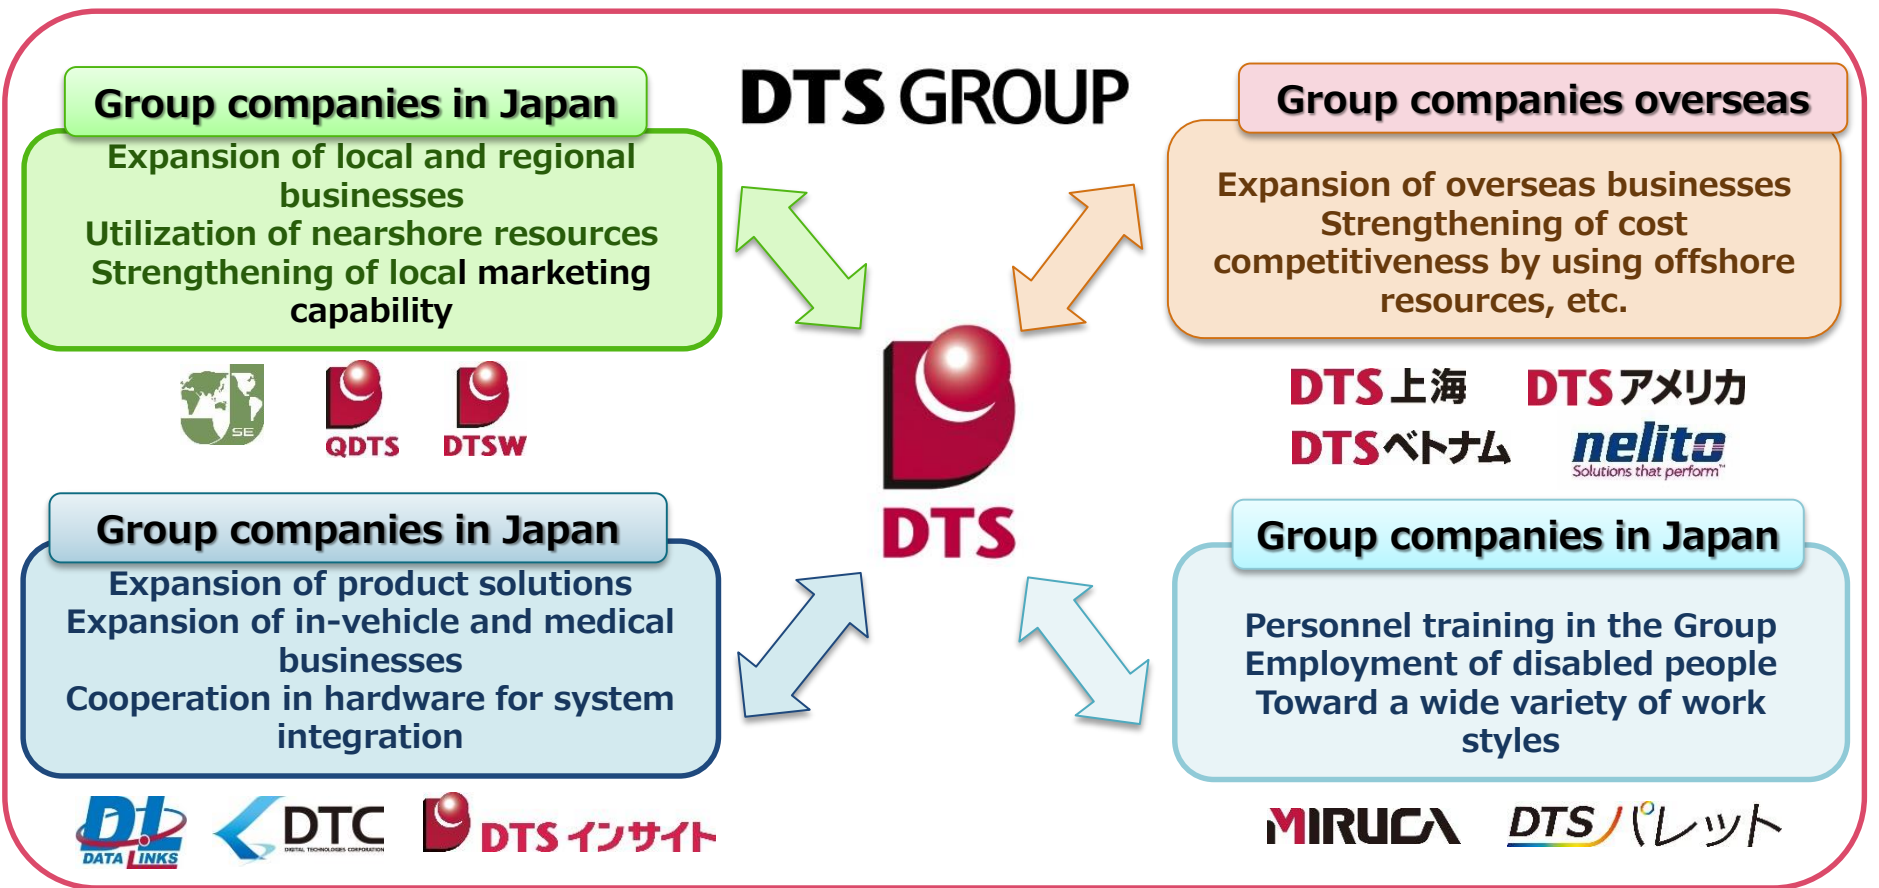 DTS GROUP
Group companies in Japan
Expansion of local and regional
businesses
Utilization of nearshore resources
Strengthening of local marketing
capability
SE
QDTS
DTSW
Group companies overseas
Expansion of overseas businesses
Strengthening of cost
competitiveness by using offshore
resources, etc.
DTS上海
DTSアメリカ
DTSベトナム
nelito
Solutions that perform™
DTS
Group companies in Japan
Expansion of product solutions
Expansion of in-vehicle and medical
businesses
Cooperation in hardware for system
integration
DL
DATA LINKS
DTC
DIGITAL TECHNOLOGIES CORPORATION
DTS インサイト
Group companies in Japan
Personnel training in the Group
Employment of disabled people
Toward a wide variety of work
styles
MIRUCA
DTSパレット